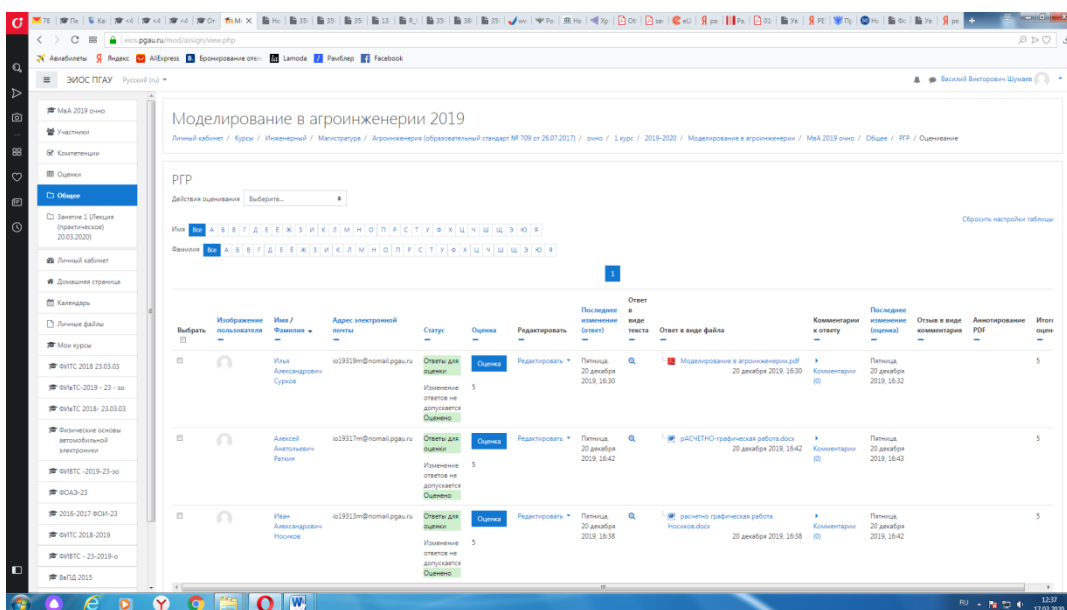 eios.pgau.ru/mod/assign/view.php
Авиабилеты Яндекс AliExpress Бронирование отел Lamoda Рамблер Facebook
ЭИОС ПГАУ Русский (ru)
Василий Викторович Шумаев
МвА 2019 очно
Участники
Компетенции
Оценки
Общее
Занятие 1 (Лекция
(практическое)
20.03.2020)
Личный кабинет
Домашняя страница
Календарь
Личные файлы
Мои курсы
ФИТС 2018 23.03.03
ФИвТС-2019 - 23 - зо
ФИвТС 2018- 23.03.03
Физические основы
автомобильной
электроники
ФИВТС -2019-23-зо
ФОАЭ-23
2016-2017 ФОИ-23
ФИТС 2018-2019
ФИВТС - 23-2019-о
ВвПД 2015
Моделирование в агроинженерии 2019
Личный кабинет / Курсы / Инженерный / Магистратура / Агроинженерия (образовательный стандарт № 709 от 26.07.2017) / очно / 1 курс / 2019-2020 / Моделирование в агроинженерии / МвА 2019 очно / Общее / РГР / Оценивание
РГР
Действия оценивания Выберите...
Сбросить настройки таблицы
Имя Все А Б В Г Д Е Ё Ж З И К Л М Н О П Р С Т У Ф Х Ц Ч Ш Щ Э Ю Я
Фамилия Все А Б В Г Д Е Ё Ж З И К Л М Н О П Р С Т У Ф Х Ц Ч Ш Щ Э Ю Я
1
Выбрать
Изображение
пользователя
Имя /
Фамилия
Адрес электронной
почты
Статус
Оценка
Редактировать
Последнее
изменение
(ответ)
Ответ
в
виде
текста
Ответ в виде файла
Комментарии
к ответу
Последнее
изменение
(оценка)
Отзыв в виде
комментария
Аннотирование
PDF
Илья
Александрович
Сурков
io19319m@nomail.pgau.ru
Ответы для
оценки
Изменение
ответов не
допускается
Оценено
Оценка
5
Редактировать
Пятница,
20 декабря
2019, 16:30
Моделирование в агроинженерии.pdf
20 декабря 2019, 16:30
Комментарии
(0)
Пятница,
20 декабря
2019, 16:32
5
Алексей
Анатольевич
Раткин
io19317m@nomail.pgau.ru
Ответы для
оценки
Изменение
ответов не
допускается
Оценено
Оценка
5
Редактировать
Пятница,
20 декабря
2019, 16:42
рАСЧЕТНО-графическая работа.docx
20 декабря 2019, 16:42
Комментарии
(0)
Пятница,
20 декабря
2019, 16:43
5
Иван
Александрович
Носиков
io19313m@nomail.pgau.ru
Ответы для
оценки
Изменение
ответов не
допускается
Оценено
Оценка
5
Редактировать
Пятница,
20 декабря
2019, 16:38
расчетно графическая работа
Носиков.docx
20 декабря 2019, 16:38
Комментарии
(0)
Пятница,
20 декабря
2019, 16:42
5
RU
12:37
17.03.2020